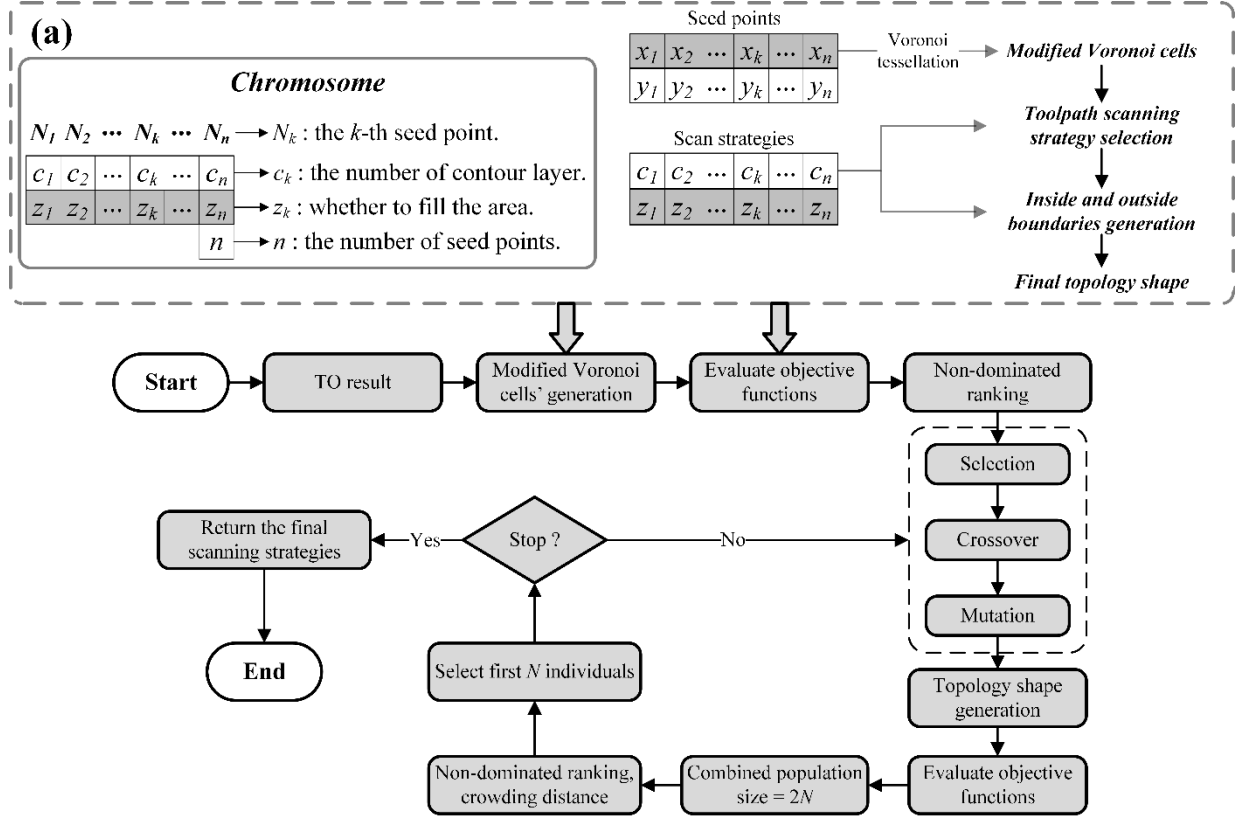 (a)
Chromosome
N1 N2 ··· Nk ··· Nn Nk : the k-th seed point.
c1 c2 ··· ck ··· cn ck : the number of contour layer.
z1 z2 ··· zk ··· zn zk : whether to fill the area.
n n : the number of seed points.
Seed points
x1 x2 ··· xk ··· xn
y1 y2 ··· yk ··· yn
Voronoi
tessellation
Scan strategies
c1 c2 ··· ck ··· cn
z1 z2 ··· zk ··· zn
Modified Voronoi cells
Toolpath scanning
strategy selection
Inside and outside
boundaries generation
Final topology shape
Start
TO result
Modified Voronoi
cells' generation
Evaluate objective
functions
Non-dominated
ranking
Selection
Crossover
Mutation
Topology shape
generation
Evaluate objective
functions
Combined population
size = 2N
Non-dominated ranking,
crowding distance
Select first N individuals
Stop ?
No
Yes
Return the final
scanning strategies
End